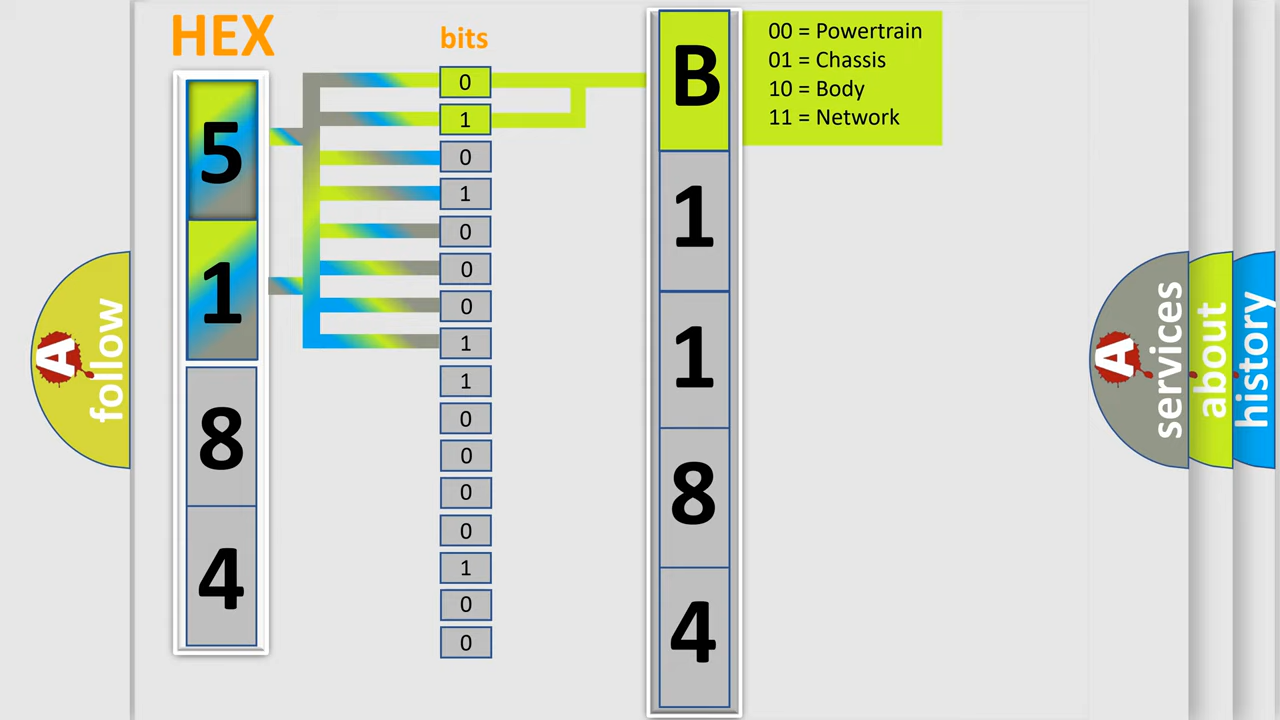 HEX
bits
5
1
8
4
0
1
0
1
0
0
0
1
1
0
0
0
0
1
0
0
B
1
1
8
4
00 = Powertrain
01 = Chassis
10 = Body
11 = Network
A
follow
A
services
about
history